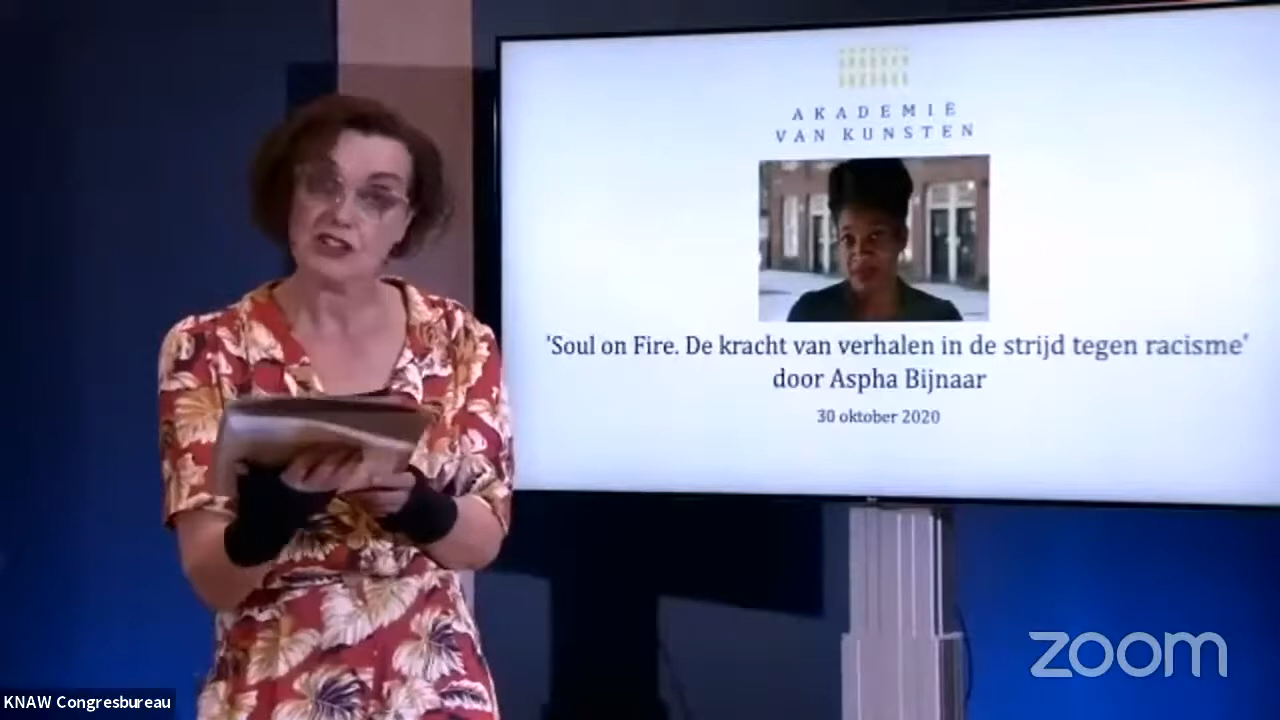 AKADEMIE
VAN KUNSTEN
'Soul on Fire. De kracht van verhalen in de strijd tegen racisme'
door Aspha Bijnaar
30 oktober 2020
zoom
KNAW Congresbureau